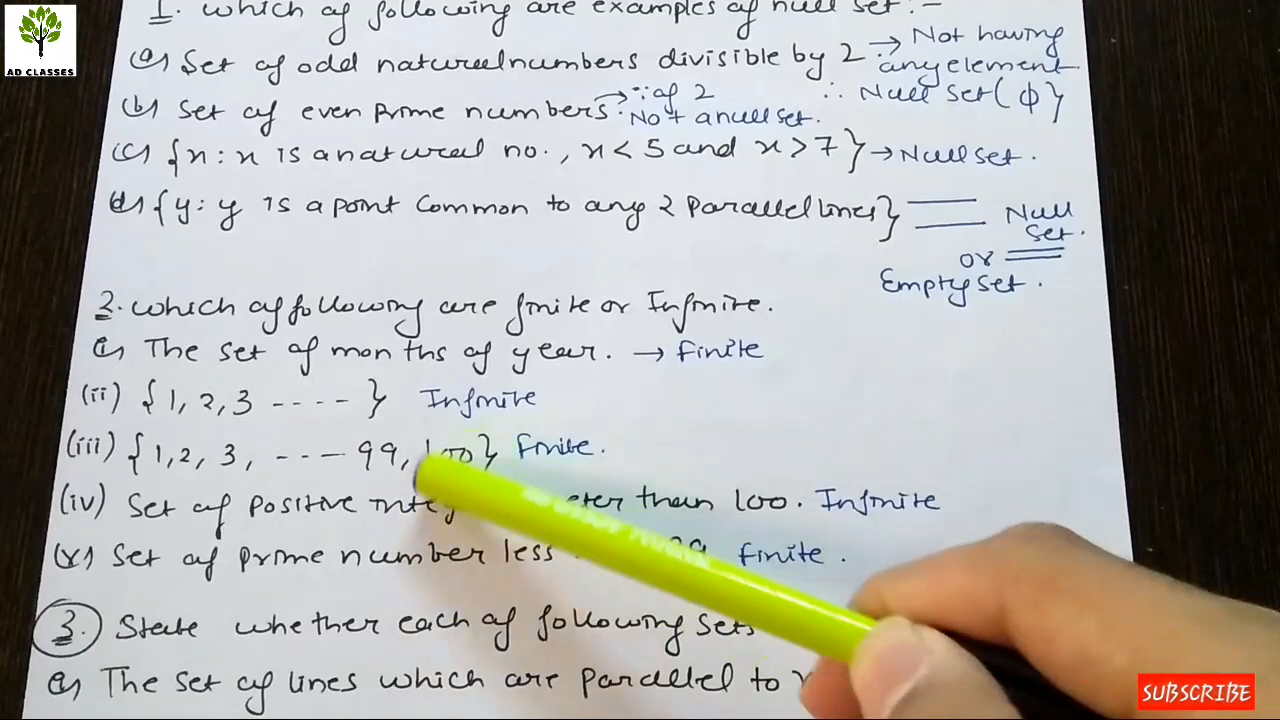 AD CLASSES
1. which of following are examples of null set:-
(a) Set of odd natural numbers divisible by 2 → Not having any element
∴ Null Set {φ}
(b) Set of even prime numbers. → ∵ of 2
Not a null set.
(c) {x : x is a natural no., x < 5 and x > 7} → Null set.
(d) {y : y is a point common to any 2 Parallel lines} Null Set.
or
Empty set.
2. which of following are finite or Infinite.
(i) The set of months of year. → finite
(ii) {1, 2, 3 ----} Infinite
(iii) {1, 2, 3, --- 99, 100} finite.
(iv) Set of positive than 100. Infinite
(v) Set of prime number less finite.
3. State whether each of following sets
(a) The set of lines which are parallel to
SUBSCRIBE